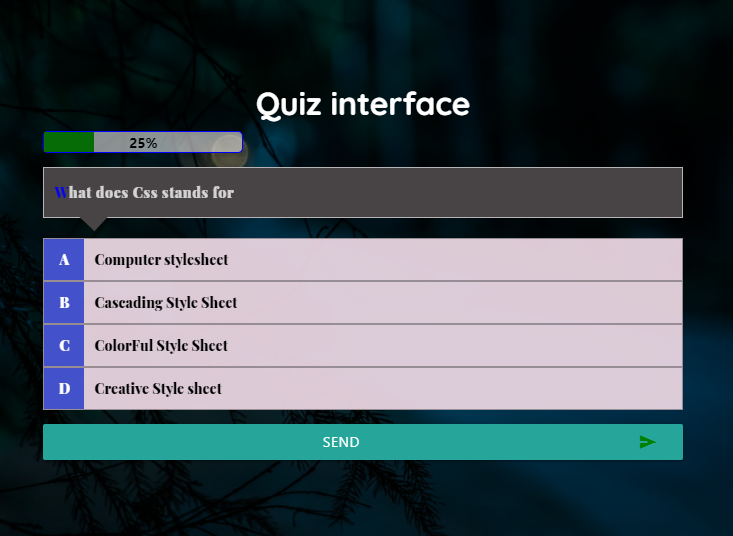 Quiz interface
25%
What does Css stands for
A Computer stylesheet
B Cascading Style Sheet
C ColorFul Style Sheet
D Creative Style sheet
SEND